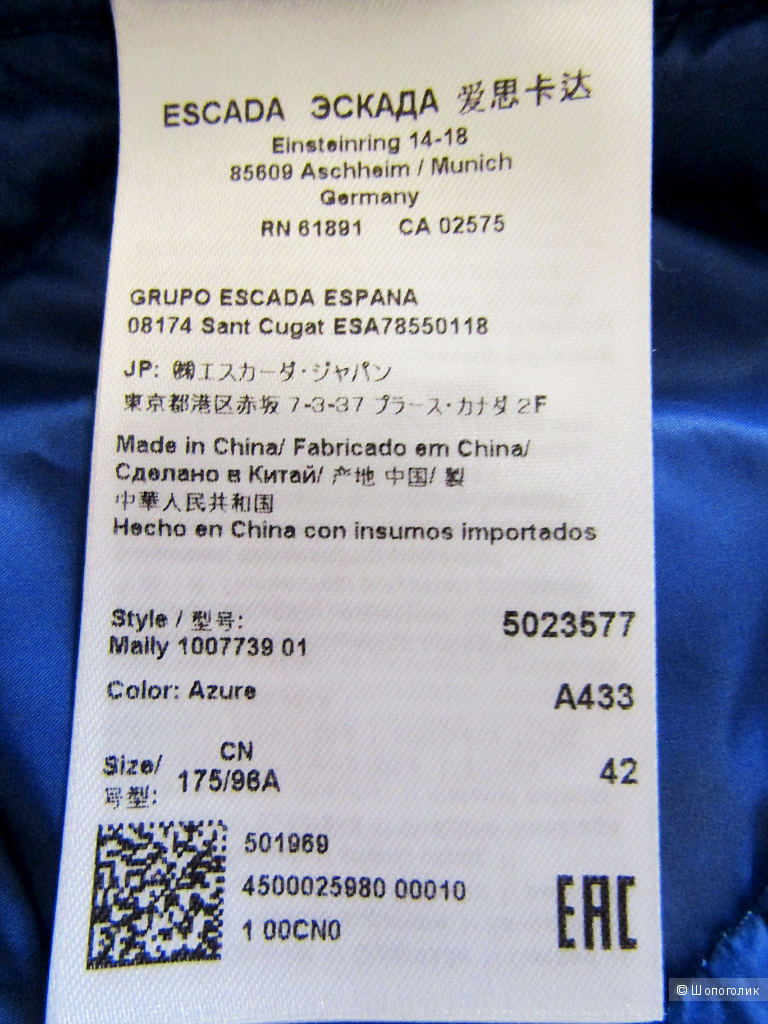 ESCADA ЭСКАДА 爱思卡达
Einsteinring 14-18
85609 Aschheim / Munich
Germany
RN 61891 CA 02575
GRUPO ESCADA ESPANA
08174 Sant Cugat ESA78550118
JP: ㈱エスカーダ・ジャパン
東京都港区赤坂 7-3-37 プラース・カナダ 2F
Made in China/ Fabricado em China/
Сделано в Китай/ 产地 中国/ 製
中華人民共和国
Hecho en China con insumos importados
Style / 型号: 5023577
Maily 1007739 01
Color: Azure A433
Size/ CN
号型: 175/96A 42
501969
4500025980 00010
1 00CN0
EAC
© Шопоголик